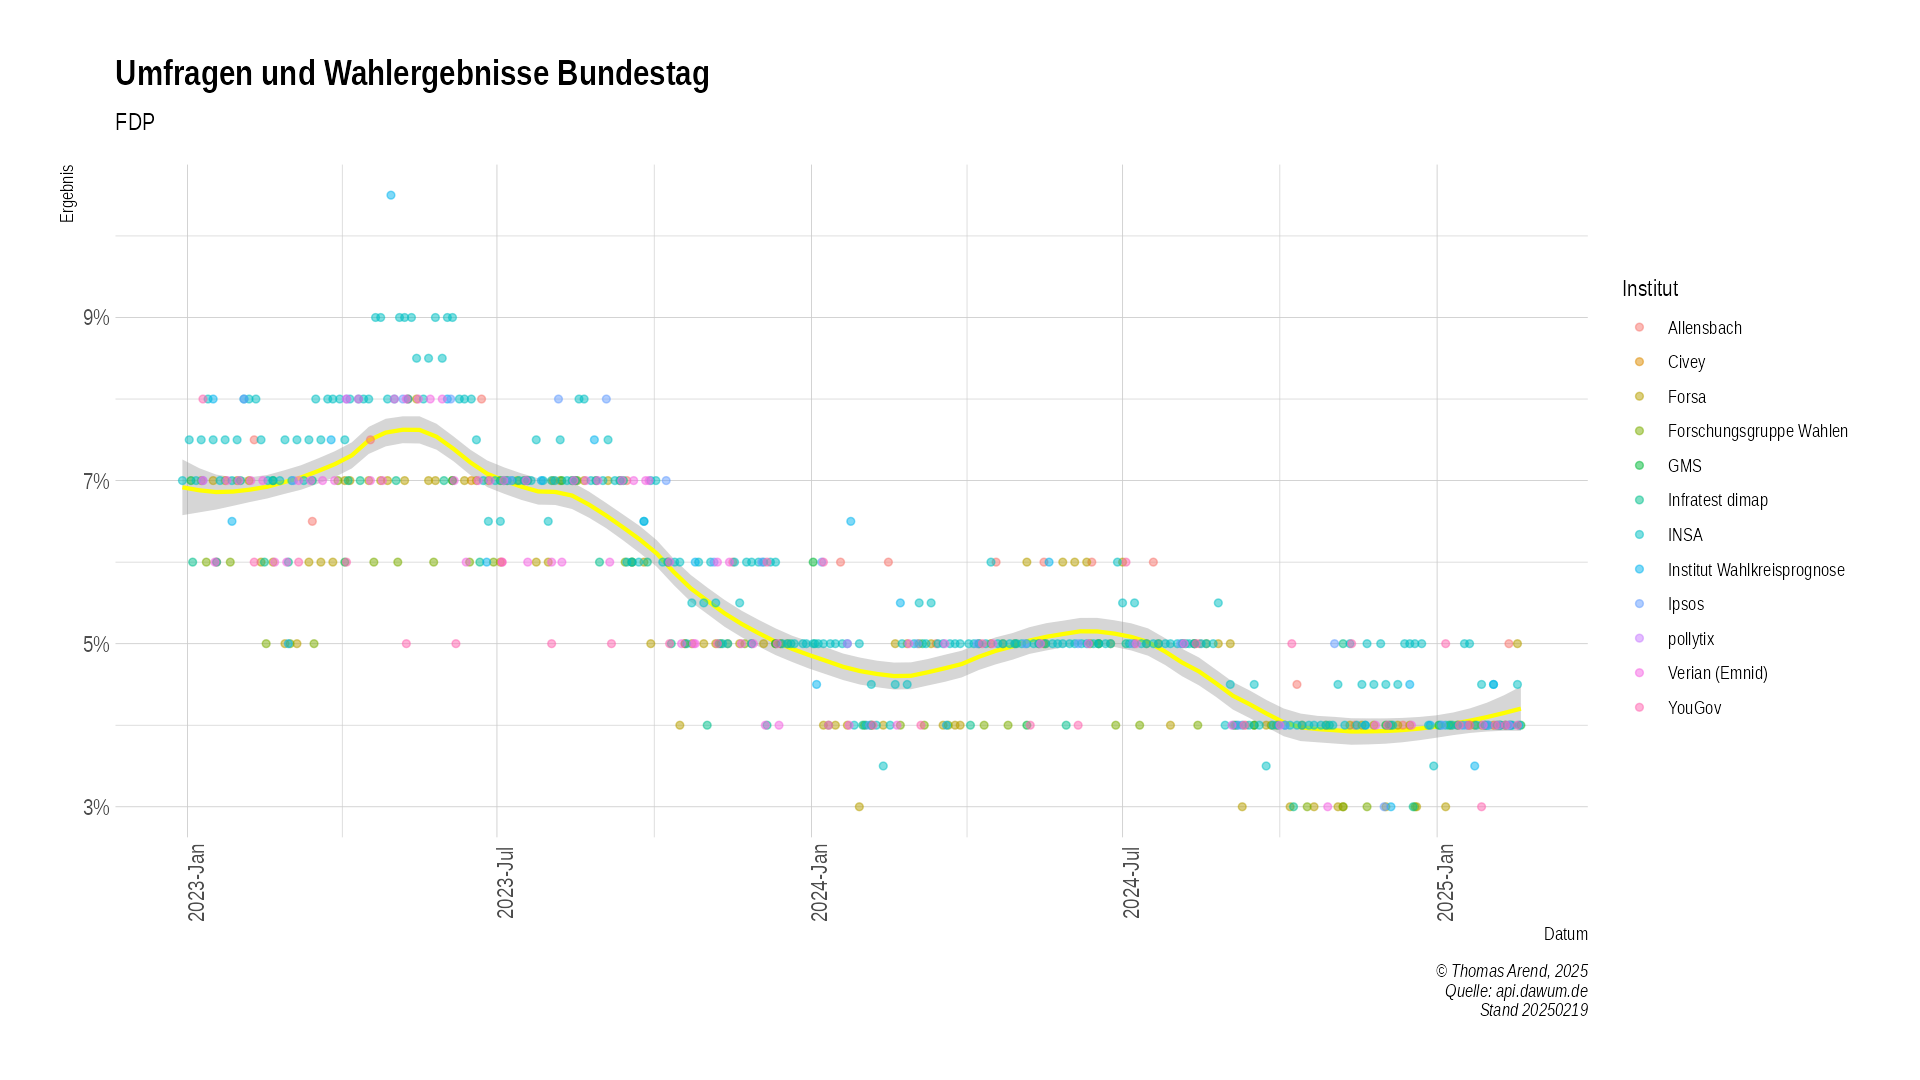 Umfragen und Wahlergebnisse Bundestag
FDP
Ergebnis
9%
7%
5%
3%
2023-Jan
2023-Jul
2024-Jan
2024-Jul
2025-Jan
Datum
Institut
Allensbach
Civey
Forsa
Forschungsgruppe Wahlen
GMS
Infratest dimap
INSA
Institut Wahlkreisprognose
Ipsos
pollytix
Verian (Emnid)
YouGov
© Thomas Arend, 2025
Quelle: api.dawum.de
Stand 20250219